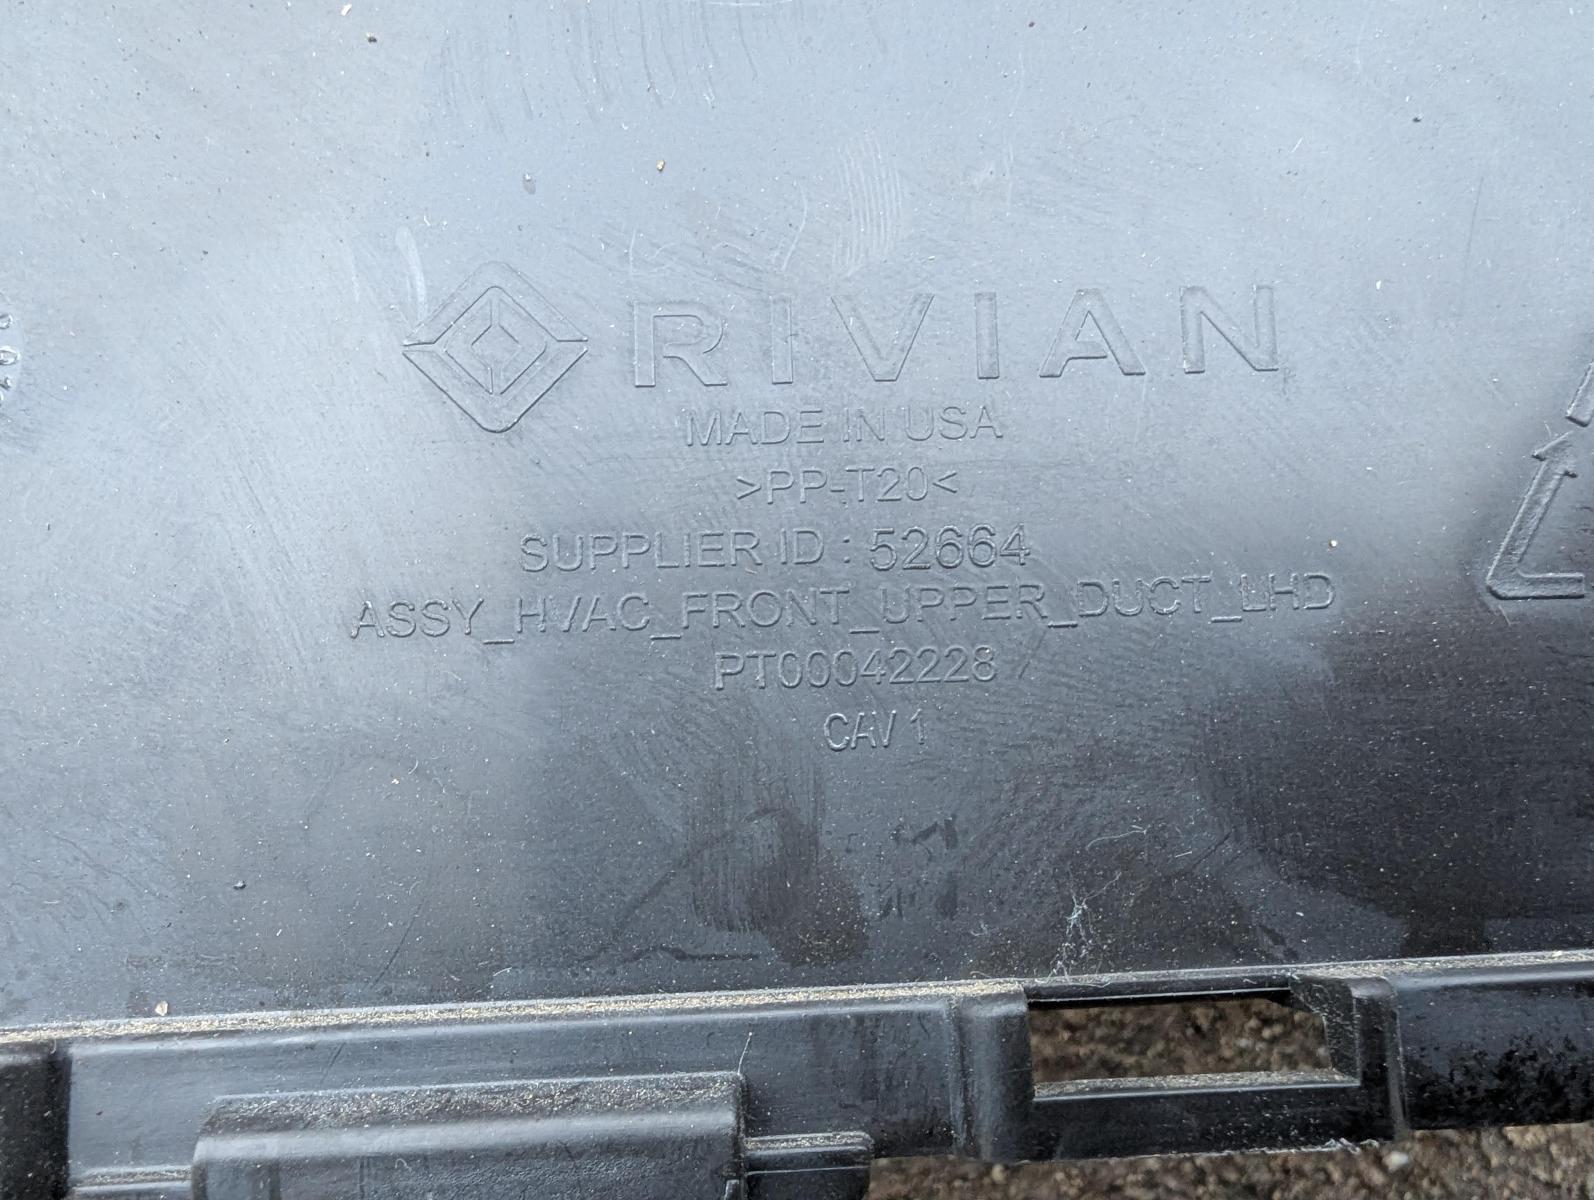 RIVIAN
MADE IN USA
>PP-T20<
SUPPLIER ID : 52664
ASSY_HVAC_FRONT_UPPER_DUCT_LHD
PT00042228
CAV 1